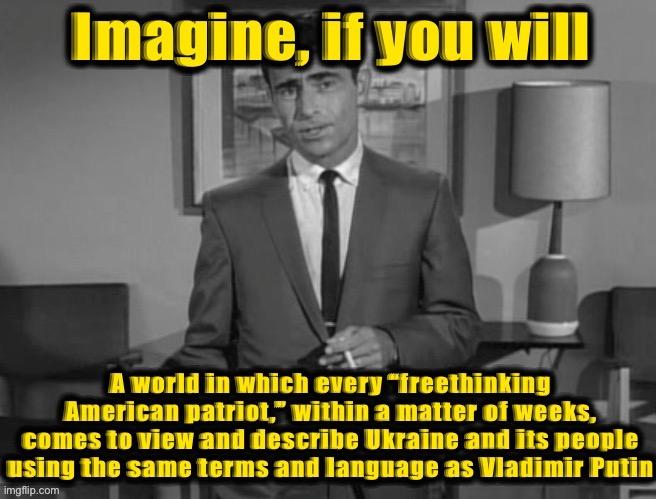 Imagine, if you will
A world in which every “freethinking
American patriot,” within a matter of weeks,
comes to view and describe Ukraine and its people
using the same terms and language as Vladimir Putin
imgflip.com